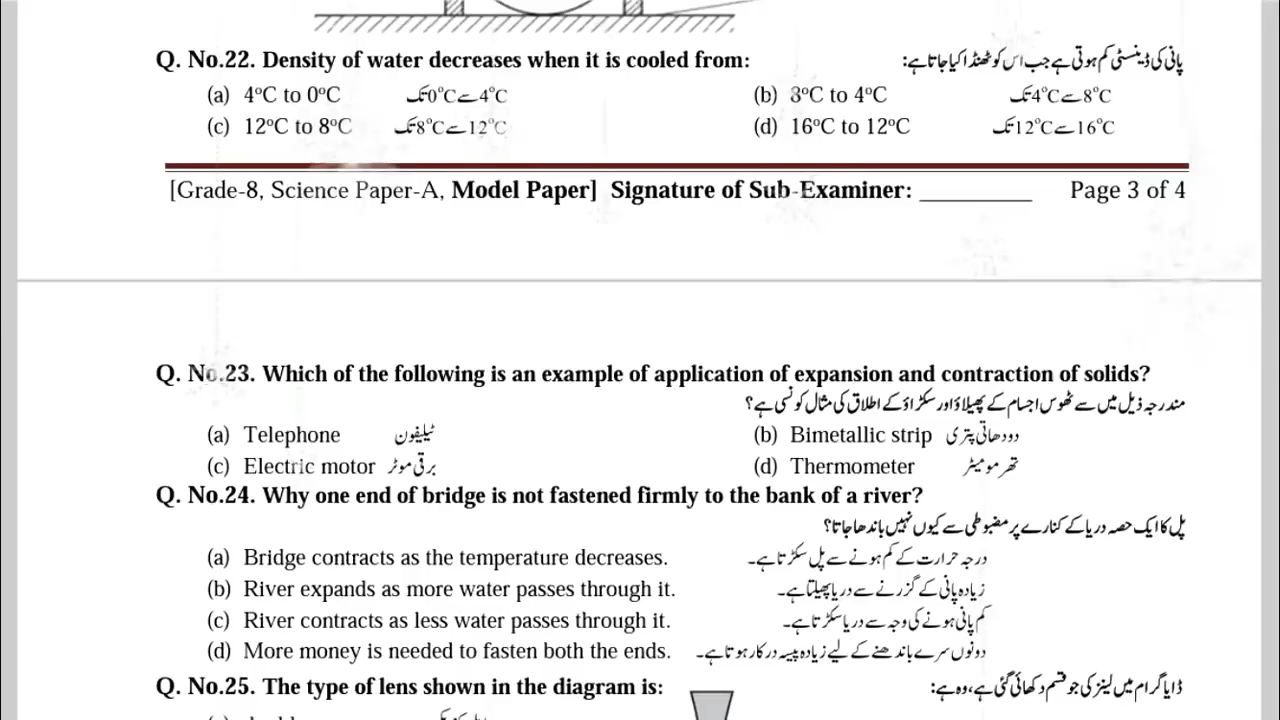 Q. No.22. Density of water decreases when it is cooled from: پانی کی ڈینسٹی کم ہوتی ہے جب اس کو ٹھنڈا کیا جاتا ہے:
(a) 4°C to 0°C 4°C سے 0°C تک (b) 8°C to 4°C 8°C سے 4°C تک
(c) 12°C to 8°C 12°C سے 8°C تک (d) 16°C to 12°C 16°C سے 12°C تک
[Grade-8, Science Paper-A, Model Paper] Signature of Sub-Examiner: __________ Page 3 of 4
Q. No.23. Which of the following is an example of application of expansion and contraction of solids?
مندرجہ ذیل میں سے ٹھوس اجسام کے پھیلاؤ اور سکڑاؤ کے اطلاق کی مثال کونسی ہے؟
(a) Telephone ٹیلیفون (b) Bimetallic strip دودھاتی پتری
(c) Electric motor برقی موٹر (d) Thermometer تھرمومیٹر
Q. No.24. Why one end of bridge is not fastened firmly to the bank of a river?
پل کا ایک حصہ دریا کے کنارے پر مضبوطی سے کیوں نہیں باندھا جاتا؟
(a) Bridge contracts as the temperature decreases. درجہ حرارت کے کم ہونے سے پل سکڑتا ہے۔
(b) River expands as more water passes through it. زیادہ پانی کے گزرنے سے دریا پھیلتا ہے۔
(c) River contracts as less water passes through it. کم پانی ہونے کی وجہ سے دریا سکڑتا ہے۔
(d) More money is needed to fasten both the ends. دونوں سرے باندھنے کے لیے زیادہ پیسہ درکار ہوتا ہے۔
Q. No.25. The type of lens shown in the diagram is: ڈایاگرام میں لینز کی جو قسم دکھائی گئی ہے، وہ ہے: